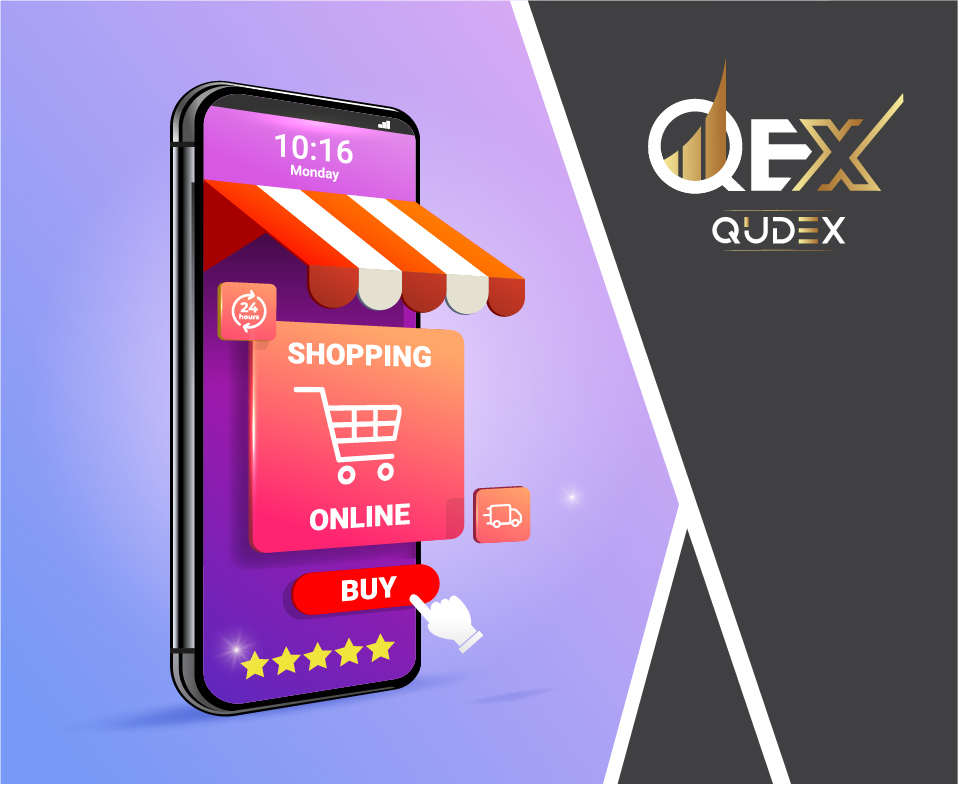 10:16
Monday
24
hours
SHOPPING
ONLINE
BUY
QEX
QUDEX